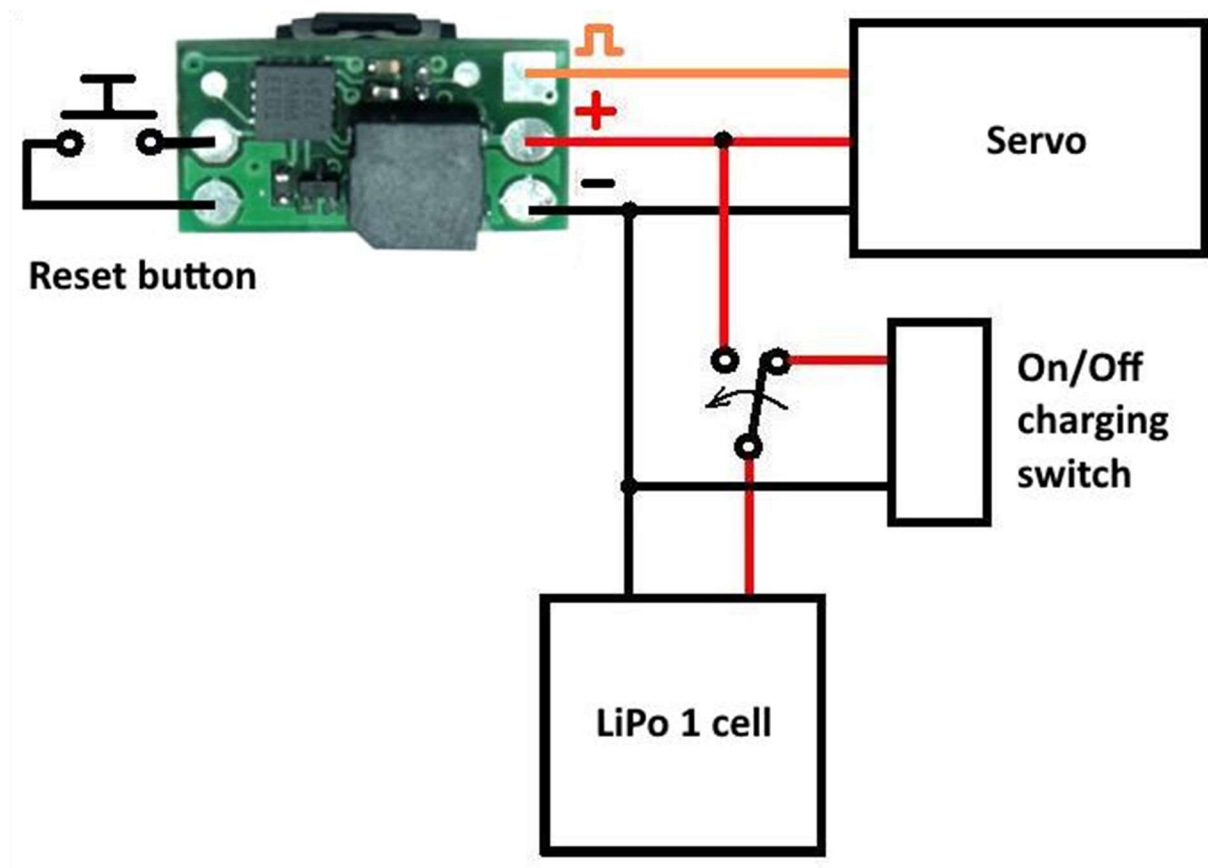 +
Servo
-
Reset button
On/Off
charging
switch
LiPo 1 cell